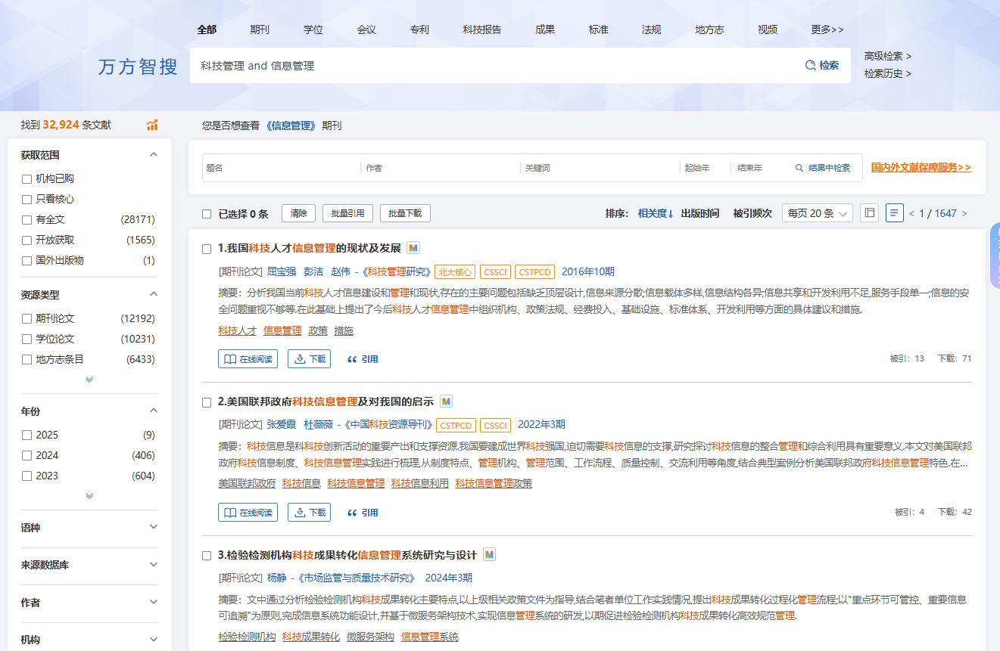 全部 期刊 学位 会议 专利 科技报告 成果 标准 法规 地方志 视频 更多>>
万方智搜 科技管理 and 信息管理 检索
高级检索 >
检索历史 >
找到 32,924 条文献
您是否想查看《信息管理》期刊
获取范围
机构已购
只看核心
有全文 (28171)
开放获取 (1565)
国外出版物 (1)
资源类型
期刊论文 (12192)
学位论文 (10231)
地方志条目 (6433)
年份
2025 (9)
2024 (406)
2023 (604)
语种
来源数据库
作者
机构
题名 作者 关键词 起始年 结束年 结果中检索 国内外文献保障服务>>
已选择 0 条 清除 批量引用 批量下载 排序: 相关度↓ 出版时间 被引频次 每页 20 条 < 1 / 1647 >
1.我国科技人才信息管理的现状及发展 M
[期刊论文] 屈宝强 彭洁 赵伟 -《科技管理研究》 北大核心 CSSCI CSTPCD 2016年10期
摘要：分析我国当前科技人才信息建设和管理和现状,存在的主要问题包括缺乏顶层设计,信息来源分散;信息载体多样,信息结构各异;信息共享和开发利用不足,服务手段单一;信息的安
全问题重视不够等.在此基础上提出了今后科技人才信息管理中组织机构、政策法规、经费投入、基础设施、标准体系、开发利用等方面的具体建议和措施.
科技人才 信息管理 政策 措施
在线阅读 下载 引用 被引：13 下载：71
2.美国联邦政府科技信息管理及对我国的启示 M
[期刊论文] 张爱霞 杜薇薇 -《中国科技资源导刊》 CSTPCD CSSCI 2022年3期
摘要：科技信息是科科技创新活动的重要产出和支撑资源.我国要建成世界科技强国,迫切需要科技信息的支撑,研究探讨科技信息的整合管理和综合利用具有重要意义.本文对美国联邦
政府科技信息制度、科技信息管理实践进行梳理,从制度特点、管理机构、管理范围、工作流程、质量控制、交流利用等角度,结合典型案例分析美国联邦政府科技信息管理特色.在...
美国联邦政府 科技信息 科技信息管理 科技信息利用 科技信息管理政策
在线阅读 下载 引用 被引：4 下载：42
3.检验检测机构科技成果转化信息管理系统研究与设计 M
[期刊论文] 杨静 -《市场监管与质量技术研究》 2024年3期
摘要：文中通过分析检验检测机构科技成果转化主要特点,以上级相关政策文件为指导,结合笔者单位工作实践情况,提出科技成果转化过程化管理流程;以"重点环节可管控、重要信息
可追溯"为原则,完成信息系统功能设计,并基于微服务架构技术,实现信息管理系统的研发,以期促进检验检测机构科技成果转化高效规范管理.
检验检测机构 科技成果转化 微服务架构 信息管理系统